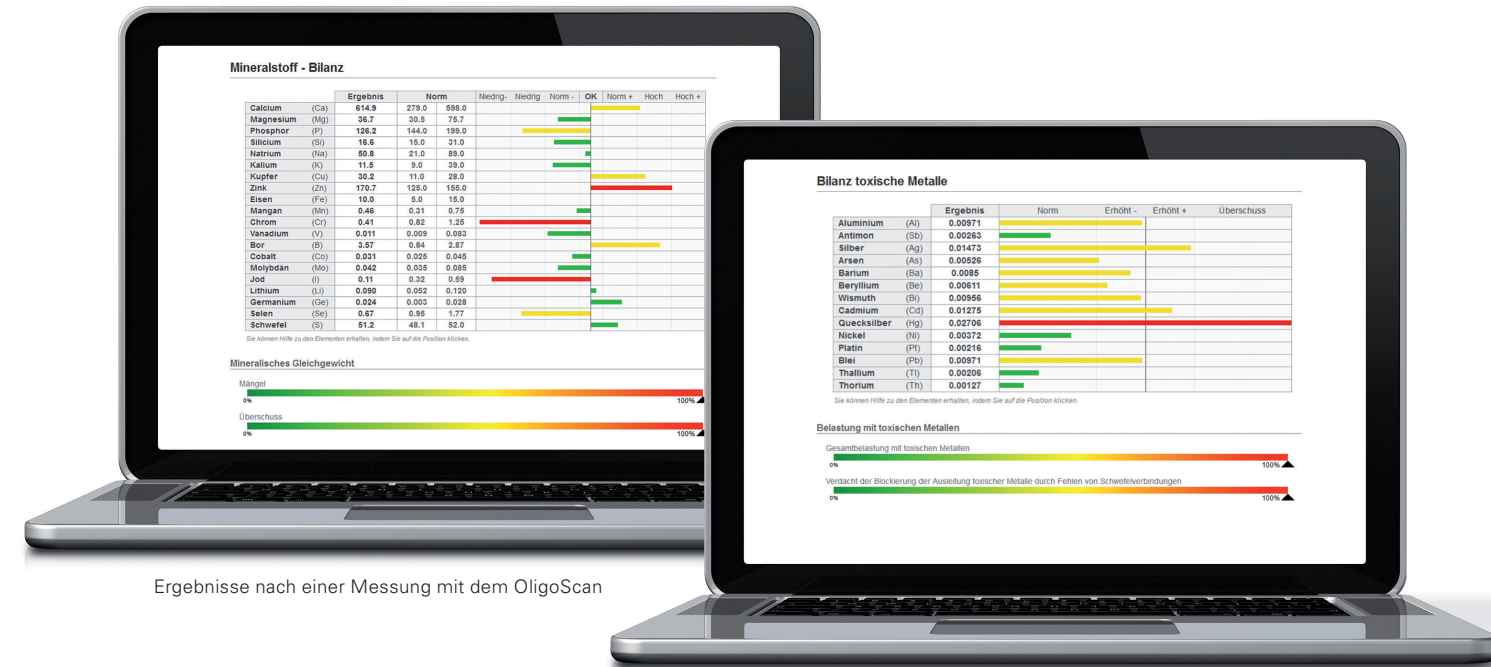 Mineralstoff - Bilanz
Ergebnis Norm Niedrig- Niedrig Norm - OK Norm + Hoch Hoch +
Calcium (Ca) 614.9 279.0 598.0
Magnesium (Mg) 36.7 30.5 75.7
Phosphor (P) 126.2 144.0 199.0
Silicium (Si) 16.6 15.0 31.0
Natrium (Na) 50.8 21.0 89.0
Kalium (K) 11.5 9.0 39.0
Kupfer (Cu) 30.2 11.0 28.0
Zink (Zn) 170.7 125.0 155.0
Eisen (Fe) 10.0 5.0 15.0
Mangan (Mn) 0.46 0.31 0.75
Chrom (Cr) 0.41 0.82 1.25
Vanadium (V) 0.011 0.009 0.083
Bor (B) 3.57 0.84 2.87
Cobalt (Co) 0.031 0.025 0.045
Molybdän (Mo) 0.042 0.035 0.085
Jod (I) 0.11 0.32 0.59
Lithium (Li) 0.090 0.052 0.120
Germanium (Ge) 0.024 0.003 0.028
Selen (Se) 0.67 0.95 1.77
Schwefel (S) 51.2 48.1 52.0
Sie können Hilfe zu den Elementen erhalten, indem Sie auf die Position klicken.
Mineralisches Gleichgewicht
Mängel
0% 100%
Überschuss
0% 100%
Bilanz toxische Metalle
Ergebnis Norm Erhöht - Erhöht + Überschuss
Aluminium (Al) 0.00971
Antimon (Sb) 0.00263
Silber (Ag) 0.01473
Arsen (As) 0.00526
Barium (Ba) 0.0085
Beryllium (Be) 0.00611
Wismuth (Bi) 0.00956
Cadmium (Cd) 0.01275
Quecksilber (Hg) 0.02706
Nickel (Ni) 0.00372
Platin (Pt) 0.00216
Blei (Pb) 0.00971
Thallium (Tl) 0.00206
Thorium (Th) 0.00127
Sie können Hilfe zu den Elementen erhalten, indem Sie auf die Position klicken.
Belastung mit toxischen Metallen
Gesamtbelastung mit toxischen Metallen
0% 100%
Verdacht der Blockierung der Ausleitung toxischer Metalle durch Fehlen von Schwefelverbindungen
0% 100%
Ergebnisse nach einer Messung mit dem OligoScan